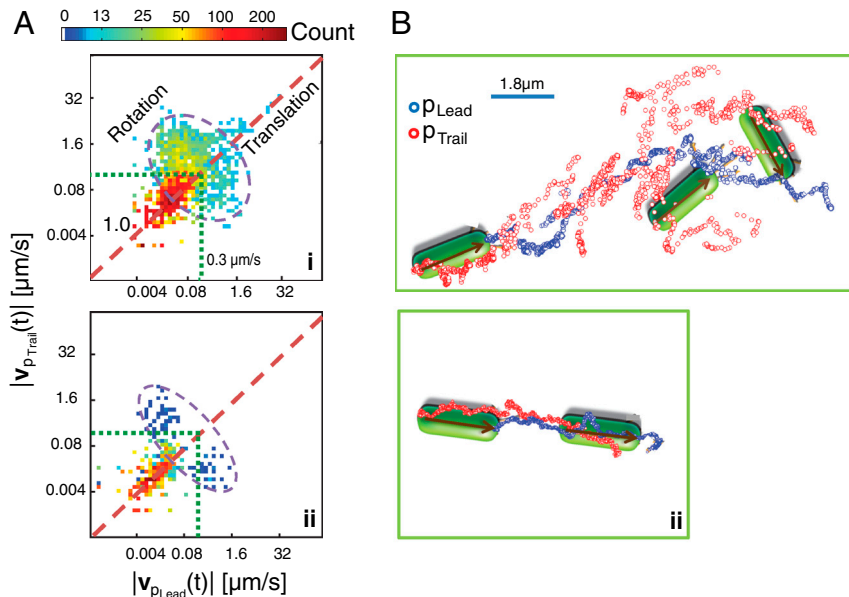 A
0 13 25 50 100 200
Count
B
32
1.6
0.08
0.004
Rotation
Translation
1.0
0.3 µm/s
i
0.004 0.08 1.6 32
|v_pTrail(t)| [µm/s]
32
1.6
0.08
0.004
ii
0.004 0.08 1.6 32
|v_pLead(t)| [µm/s]
1.8µm
pLead
pTrail
ii